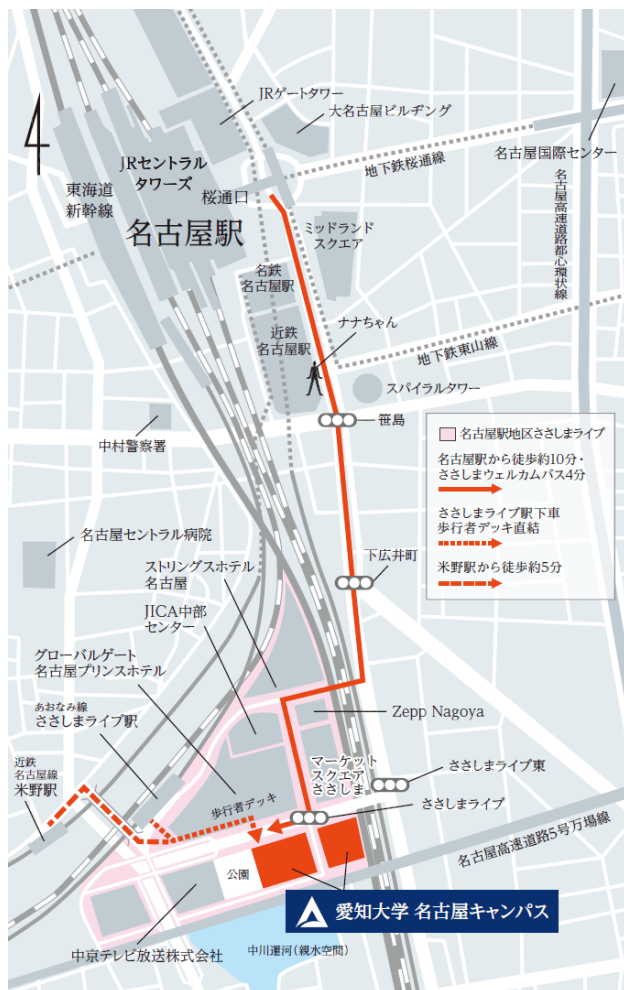 JRゲートタワー
大名古屋ビルヂング
JRセントラル
タワーズ
東海道
新幹線
桜通口
名古屋駅
地下鉄桜通線
名古屋国際センター
名古屋高速道路都心環状線
ミッドランド
スクエア
名鉄
名古屋駅
近鉄
名古屋駅
ナナちゃん
地下鉄東山線
スパイラルタワー
笹島
中村警察署
名古屋駅地区ささしまライブ
名古屋駅から徒歩約10分・
ささしまウェルカムバス4分
ささしまライブ駅下車
歩行者デッキ直結
米野駅から徒歩約5分
名古屋セントラル病院
下広井町
ストリングスホテル
名古屋
JICA中部
センター
グローバルゲート
名古屋プリンスホテル
あおなみ線
ささしまライブ駅
Zepp Nagoya
近鉄
名古屋線
米野駅
マーケット
スクエア
ささしま
ささしまライブ東
歩行者デッキ
ささしまライブ
名古屋高速道路5号万場線
公園
愛知大学 名古屋キャンパス
中京テレビ放送株式会社
中川運河(親水空間)